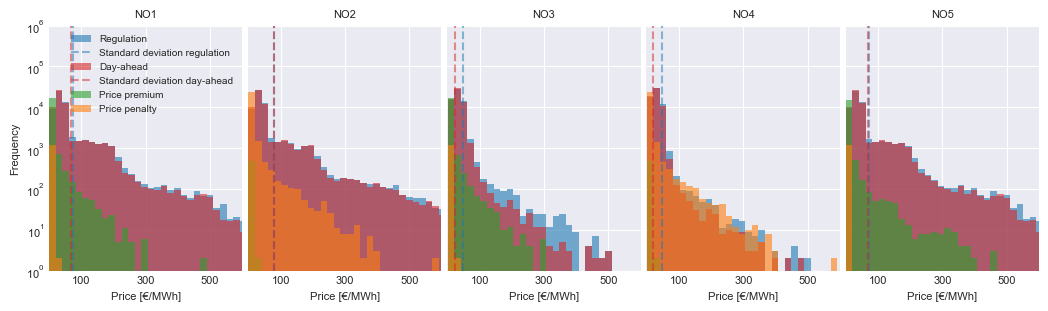 NO1 NO2 NO3 NO4 NO5
10^6
10^5
10^4
10^3
10^2
10^1
10^0
Frequency
Regulation
Standard deviation regulation
Day-ahead
Standard deviation day-ahead
Price premium
Price penalty
100 300 500 100 300 500 100 300 500 100 300 500 100 300 500
Price [€/MWh] Price [€/MWh] Price [€/MWh] Price [€/MWh] Price [€/MWh]